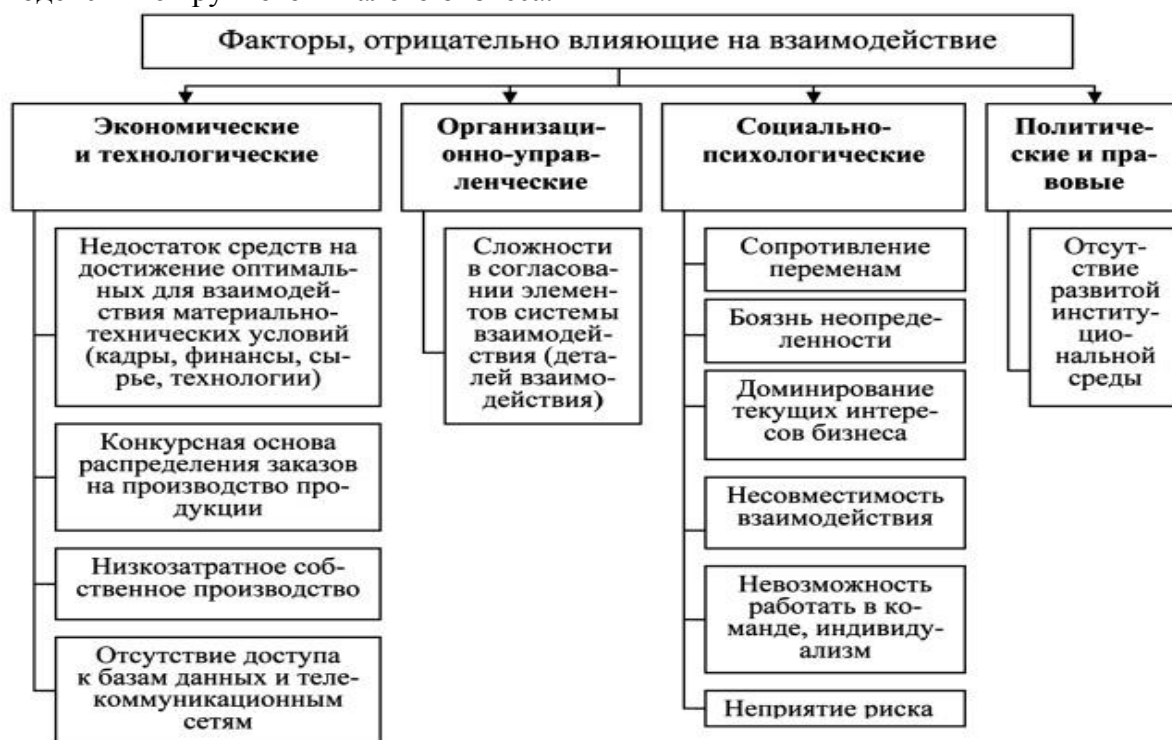 Факторы, отрицательно влияющие на взаимодействие
Экономические
и технологические
Недостаток средств на
достижение оптималь-
ных для взаимодей-
ствия материально-
технических условий
(кадры, финансы, сы-
рье, технологии)
Конкурсная основа
распределения заказов
на производство про-
дукции
Низкозатратное соб-
ственное производство
Отсутствие доступа
к базам данных и теле-
коммуникационным
сетям
Организаци-
онно-управ-
ленческие
Сложности
в согласова-
нии элемен-
тов системы
взаимодей-
ствия (дета-
лей взаимо-
действия)
Социально-
психологические
Сопротивление
переменам
Боязнь неопреде-
ленности
Доминирование
текущих интере-
сов бизнеса
Несовместимость
взаимодействия
Невозможность
работать в ко-
манде, индивиду-
ализм
Неприятие риска
Политиче-
ские и пра-
вовые
Отсут-
ствие
развитой
институ-
цио-
нальной
среды